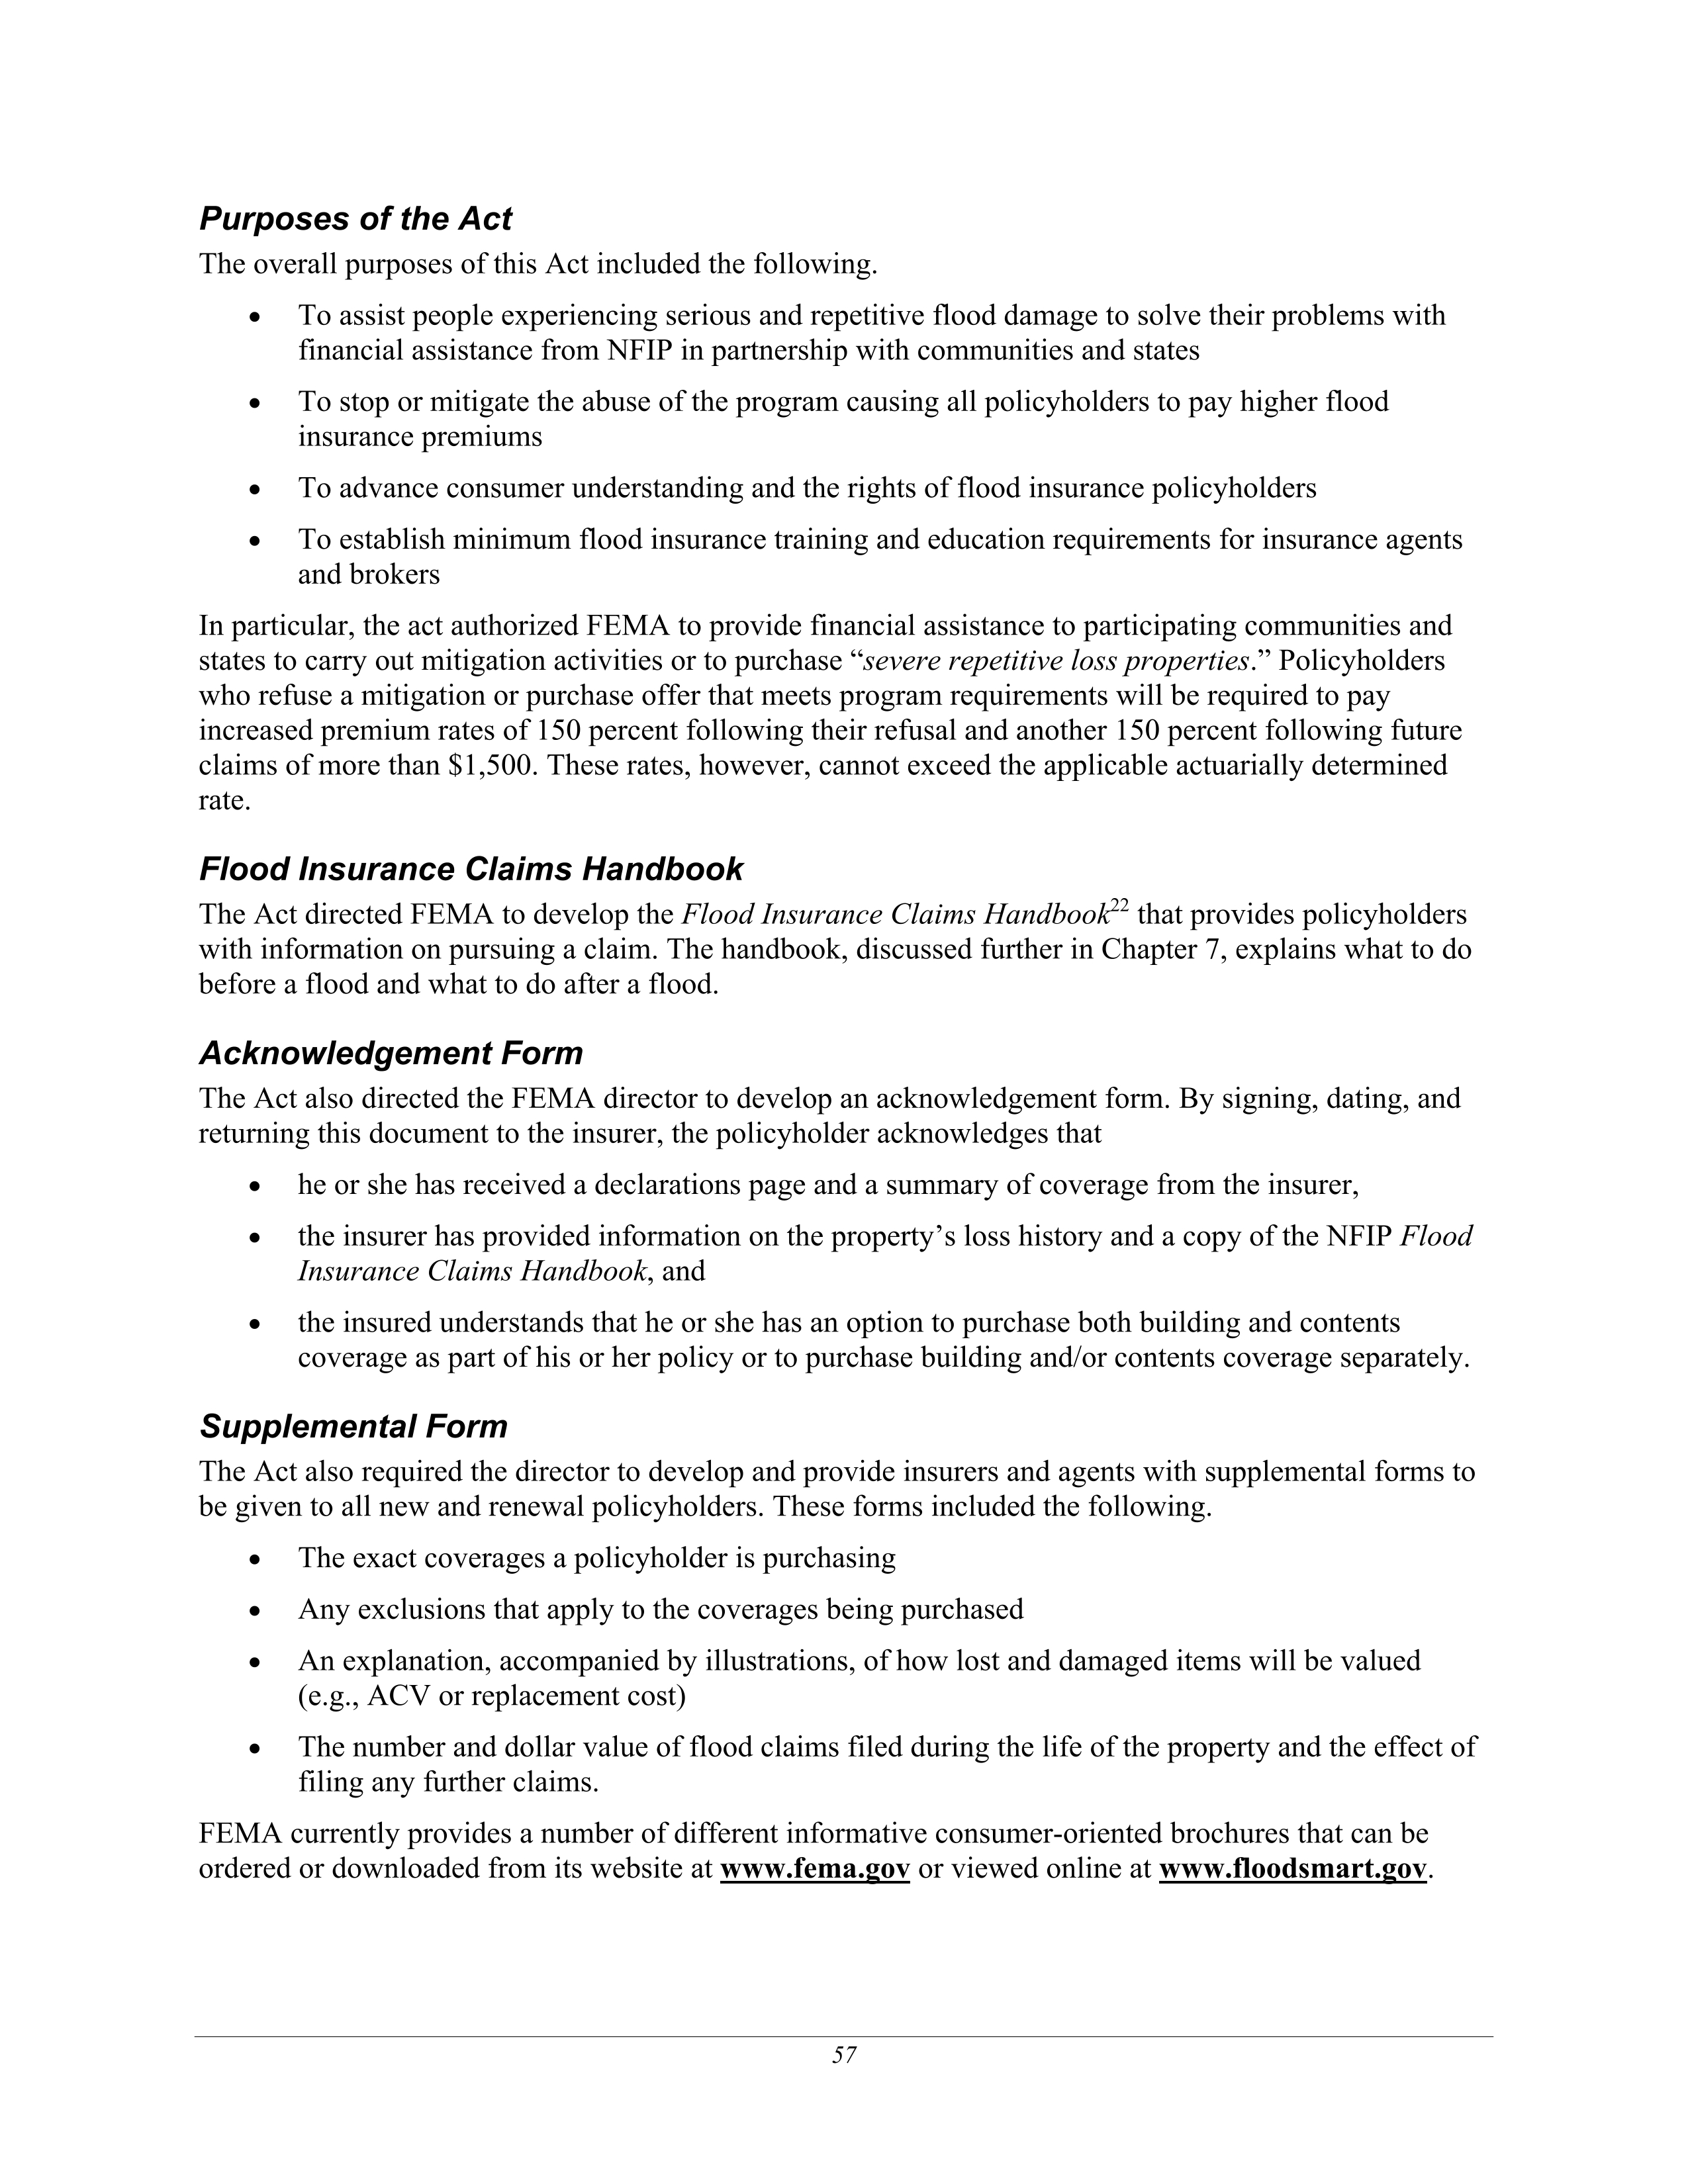 Purposes of the Act
The overall purposes of this Act included the following.
• To assist people experiencing serious and repetitive flood damage to solve their problems with
financial assistance from NFIP in partnership with communities and states
• To stop or mitigate the abuse of the program causing all policyholders to pay higher flood
insurance premiums
• To advance consumer understanding and the rights of flood insurance policyholders
• To establish minimum flood insurance training and education requirements for insurance agents
and brokers
In particular, the act authorized FEMA to provide financial assistance to participating communities and
states to carry out mitigation activities or to purchase “severe repetitive loss properties.” Policyholders
who refuse a mitigation or purchase offer that meets program requirements will be required to pay
increased premium rates of 150 percent following their refusal and another 150 percent following future
claims of more than $1,500. These rates, however, cannot exceed the applicable actuarially determined
rate.
Flood Insurance Claims Handbook
The Act directed FEMA to develop the Flood Insurance Claims Handbook22 that provides policyholders
with information on pursuing a claim. The handbook, discussed further in Chapter 7, explains what to do
before a flood and what to do after a flood.
Acknowledgement Form
The Act also directed the FEMA director to develop an acknowledgement form. By signing, dating, and
returning this document to the insurer, the policyholder acknowledges that
• he or she has received a declarations page and a summary of coverage from the insurer,
• the insurer has provided information on the property’s loss history and a copy of the NFIP Flood
Insurance Claims Handbook, and
• the insured understands that he or she has an option to purchase both building and contents
coverage as part of his or her policy or to purchase building and/or contents coverage separately.
Supplemental Form
The Act also required the director to develop and provide insurers and agents with supplemental forms to
be given to all new and renewal policyholders. These forms included the following.
• The exact coverages a policyholder is purchasing
• Any exclusions that apply to the coverages being purchased
• An explanation, accompanied by illustrations, of how lost and damaged items will be valued
(e.g., ACV or replacement cost)
• The number and dollar value of flood claims filed during the life of the property and the effect of
filing any further claims.
FEMA currently provides a number of different informative consumer-oriented brochures that can be
ordered or downloaded from its website at www.fema.gov or viewed online at www.floodsmart.gov.
57